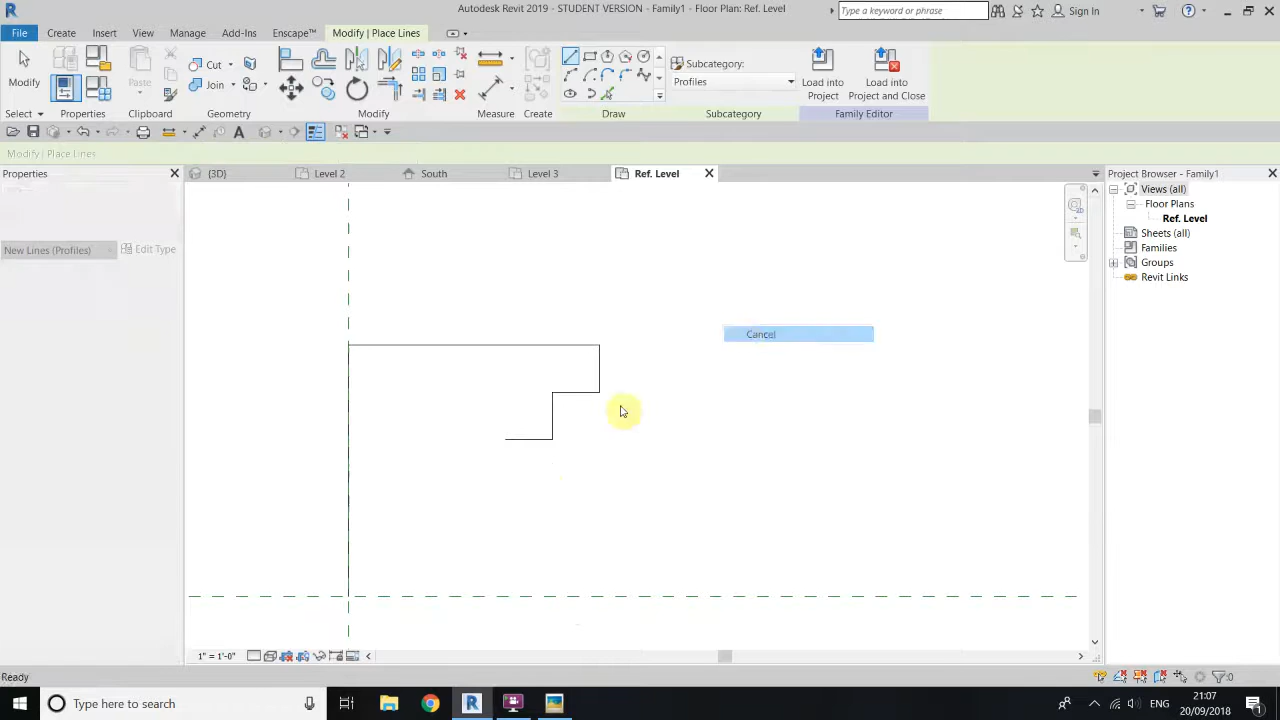 Autodesk Revit 2019 - STUDENT VERSION - Family1 - Floor Plan: Ref. Level
Type a keyword or phrase
Sign In
File
Create
Insert
View
Manage
Add-Ins
Enscape™
Modify | Place Lines
Modify
Paste
Cut
Join
Subcategory:
Profiles
Load into
Project
Load into
Project and Close
Select
Properties
Clipboard
Geometry
Modify
Measure
Create
Draw
Subcategory
Family Editor
Modify | Place Lines
Properties
{3D}
Level 2
South
Level 3
Ref. Level
Project Browser - Family1
New Lines (Profiles)
Edit Type
Views (all)
Floor Plans
Ref. Level
Sheets (all)
Families
Groups
Revit Links
2D
Cancel
1" = 1'-0"
Ready
:0
Type here to search
ENG
21:07
20/09/2018